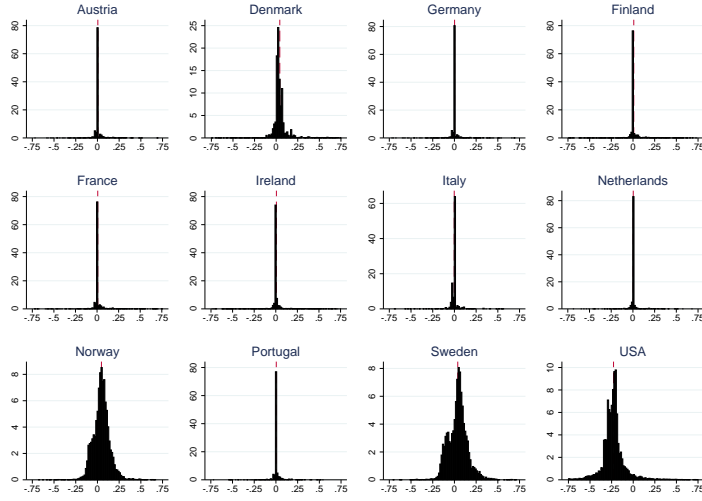 Austria
0 20 40 60 80
-.75 -.5 -.25 0 .25 .5 .75
Denmark
0 5 10 15 20 25
-.75 -.5 -.25 0 .25 .5 .75
Germany
0 20 40 60 80
-.75 -.5 -.25 0 .25 .5 .75
Finland
0 20 40 60 80
-.75 -.5 -.25 0 .25 .5 .75
France
0 20 40 60 80
-.75 -.5 -.25 0 .25 .5 .75
Ireland
0 20 40 60 80
-.75 -.5 -.25 0 .25 .5 .75
Italy
0 20 40 60
-.75 -.5 -.25 0 .25 .5 .75
Netherlands
0 20 40 60 80
-.75 -.5 -.25 0 .25 .5 .75
Norway
0 2 4 6 8
-.75 -.5 -.25 0 .25 .5 .75
Portugal
0 20 40 60 80
-.75 -.5 -.25 0 .25 .5 .75
Sweden
0 2 4 6 8
-.75 -.5 -.25 0 .25 .5 .75
USA
0 2 4 6 8 10
-.75 -.5 -.25 0 .25 .5 .75